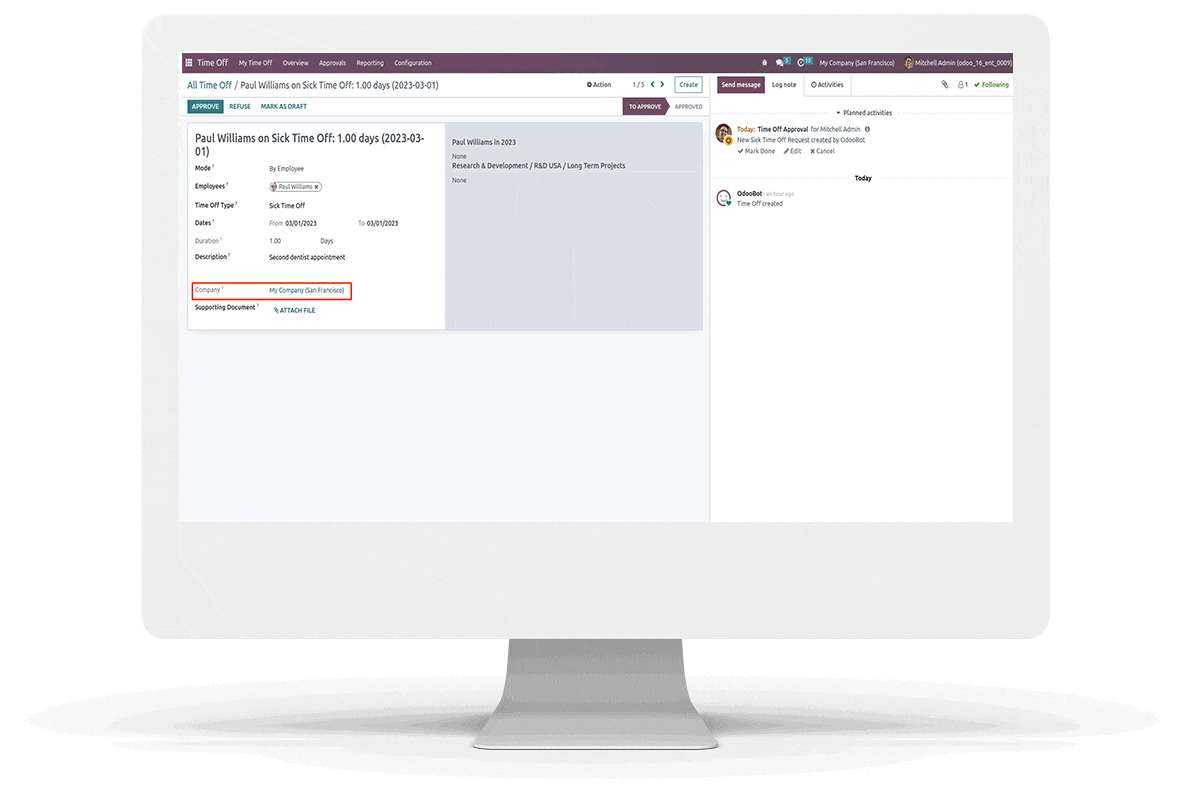 Time Off My Time Off Overview Approvals Reporting Configuration 5 10 My Company (San Francisco) Mitchell Admin (odoo_16_ent_0009)
All Time Off / Paul Williams on Sick Time Off: 1.00 days (2023-03-01) Action 1 / 5 Create
Send message Log note Activities 1 Following
APPROVE REFUSE MARK AS DRAFT TO APPROVE APPROVED
Paul Williams on Sick Time Off: 1.00 days (2023-03-
01)
Mode ? By Employee
Employees ? Paul Williams ×
Time Off Type ? Sick Time Off
Dates ? From 03/01/2023 To 03/01/2023
Duration ? 1.00 Days
Description ? Second dentist appointment
Company ? My Company (San Francisco)
Supporting Document ? ATTACH FILE
Paul Williams in 2023
None
Research & Development / R&D USA / Long Term Projects
None
Planned activities
Today: Time Off Approval for Mitchell Admin
New Sick Time Off Request created by OdooBot
Mark Done Edit Cancel
Today
OdooBot - an hour ago
Time Off created